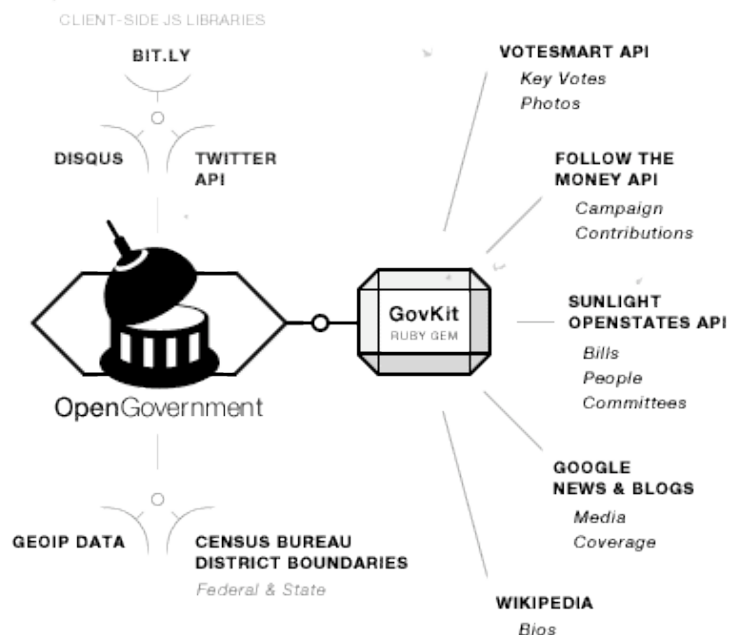 CLIENT-SIDE JS LIBRARIES
BIT.LY
DISQUS
TWITTER
API
OpenGovernment
GEOIP DATA
CENSUS BUREAU
DISTRICT BOUNDARIES
Federal & State
GovKit
RUBY GEM
VOTESMART API
Key Votes
Photos
FOLLOW THE
MONEY API
Campaign
Contributions
SUNLIGHT
OPENSTATES API
Bills
People
Committees
GOOGLE
NEWS & BLOGS
Media
Coverage
WIKIPEDIA
Bios